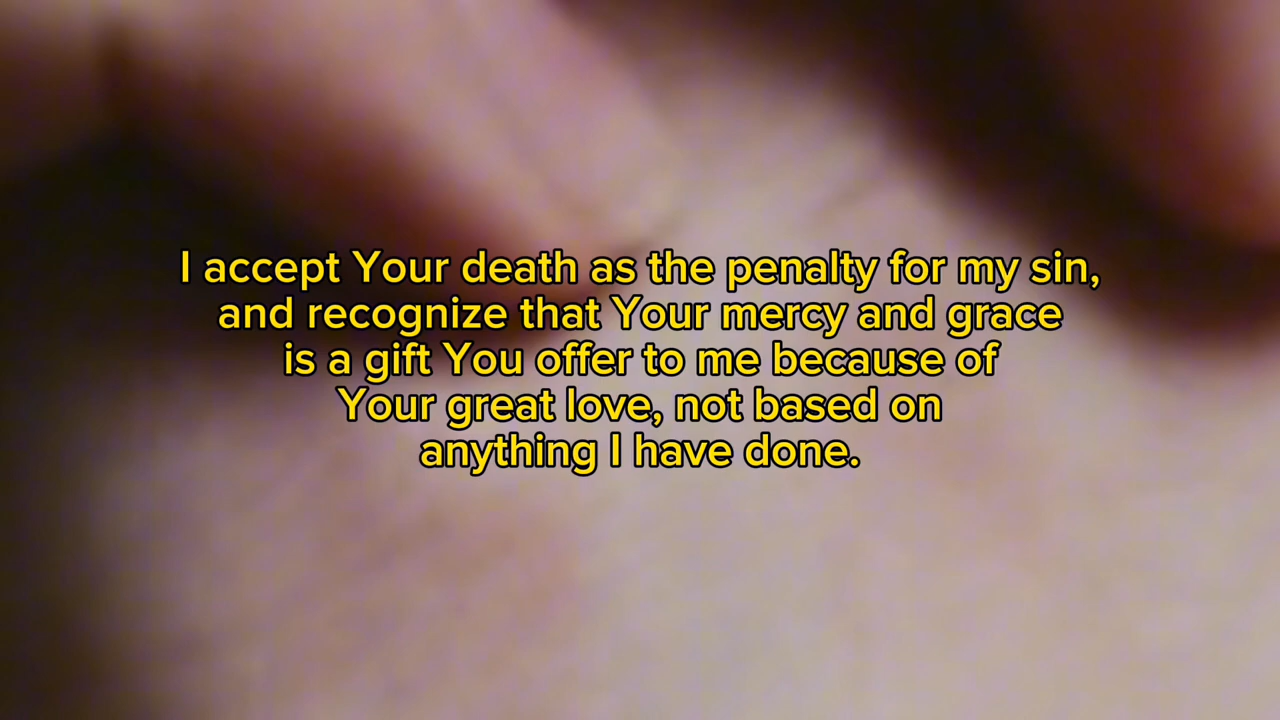 I accept Your death as the penalty for my sin,
and recognize that Your mercy and grace
is a gift You offer to me because of
Your great love, not based on
anything I have done.